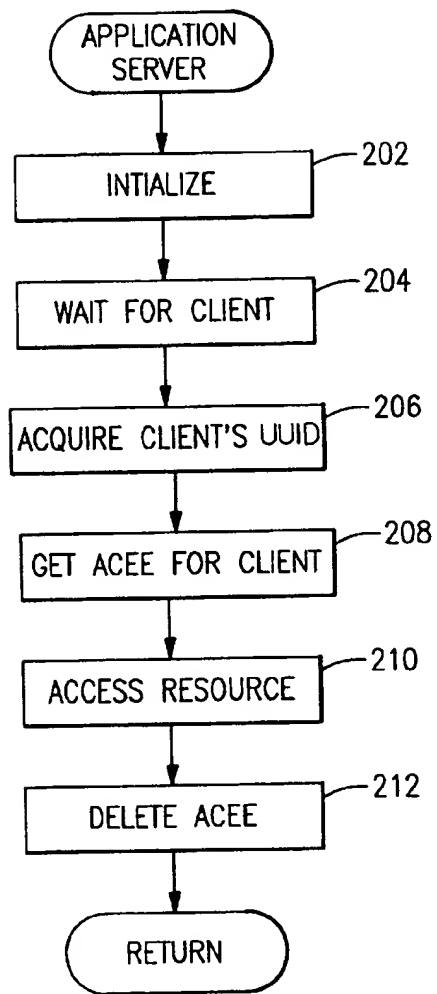 APPLICATION
SERVER
INTIALIZE
202
WAIT FOR CLIENT
204
ACQUIRE CLIENT'S UUID
206
GET ACEE FOR CLIENT
208
ACCESS RESOURCE
210
DELETE ACEE
212
RETURN